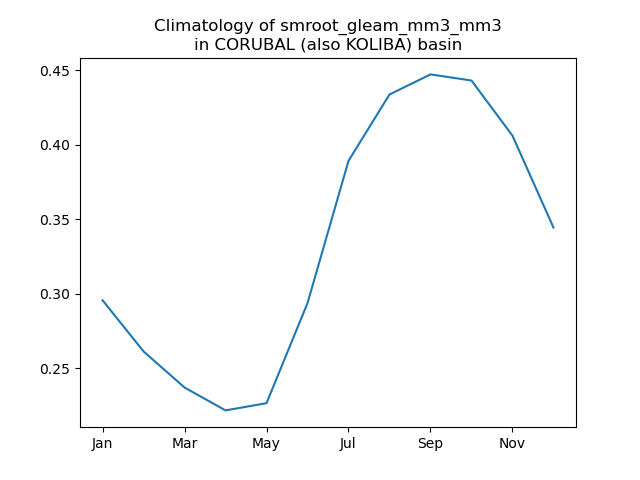 Climatology of smroot_gleam_mm3_mm3
in CORUBAL (also KOLIBA) basin
0.45
0.40
0.35
0.30
0.25
Jan Mar May Jul Sep Nov